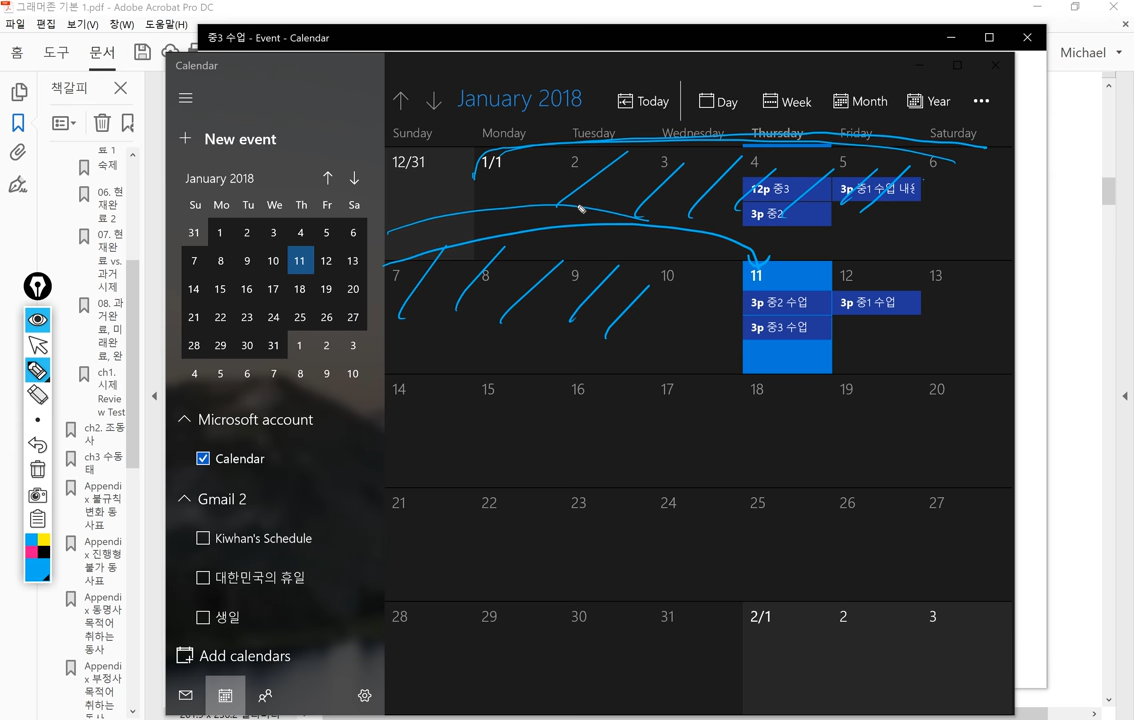 그래머존 기본 1.pdf - Adobe Acrobat Pro DC
파일 편집 보기(V) 창(W) 도움말(H)
중3 수업 - Event - Calendar
홈 도구 문서
Michael
책갈피
료 1
숙제
06. 현
재완
료 2
07. 현
재완
료 vs.
과거
시제
08. 과
거완
료, 미
래완
료, 완
ch1.
시제
Revie
w Test
ch2. 조동
사
ch3 수동
태
Appendi
x 불규칙
변화 동
사표
Appendi
x 진행형
불가 동
사표
Appendi
x 동명사
목적어
취하는
동사
Appendi
x 부정사
목적어
취하는
Calendar
New event
January 2018
Su Mo Tu We Th Fr Sa
31 1 2 3 4 5 6
7 8 9 10 11 12 13
14 15 16 17 18 19 20
21 22 23 24 25 26 27
28 29 30 31 1 2 3
4 5 6 7 8 9 10
Microsoft account
Calendar
Gmail 2
Kiwhan's Schedule
대한민국의 휴일
생일
Add calendars
January 2018
Today Day Week Month Year
Sunday Monday Tuesday Wednesday Thursday Friday Saturday
12/31 1/1 2 3 4 5 6
12p 중3 3p 중1 수업 내용
3p 중2
7 8 9 10 11 12 13
3p 중2 수업 3p 중1 수업
3p 중3 수업
14 15 16 17 18 19 20
21 22 23 24 25 26 27
28 29 30 31 2/1 2 3